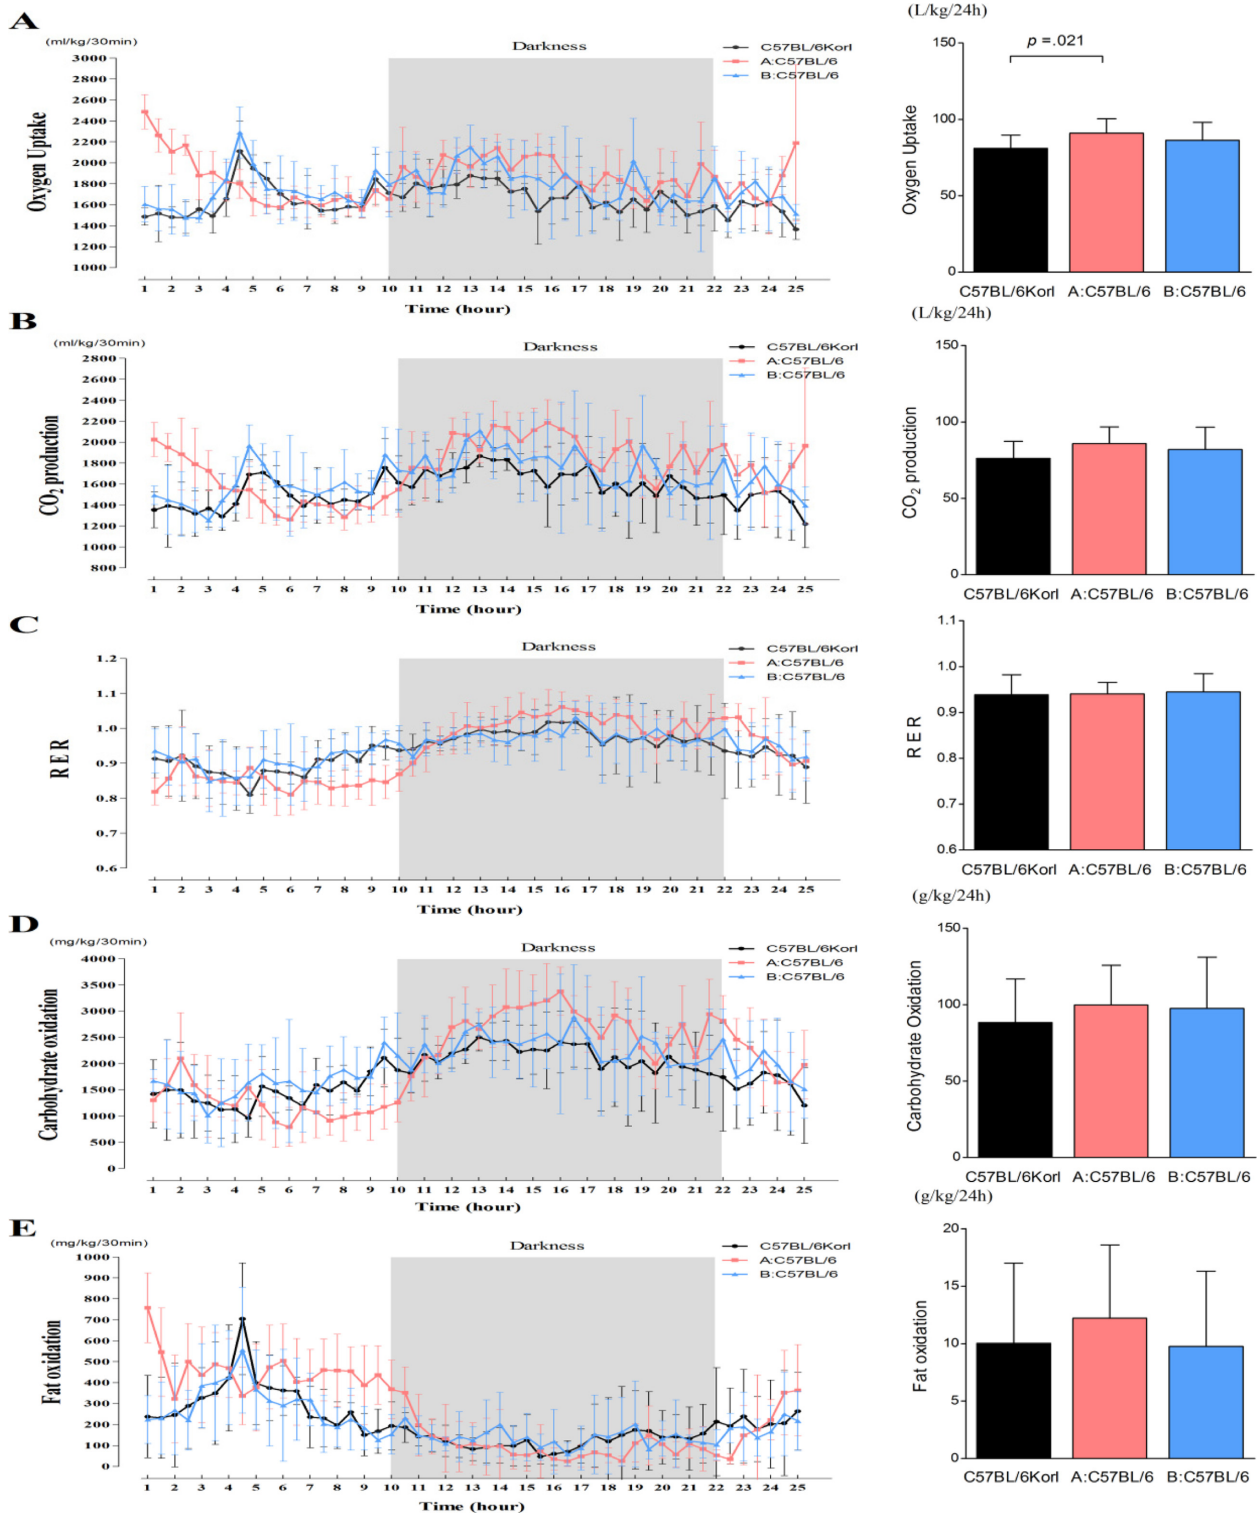 A
(ml/kg/30min)
Darkness
C57BL/6Korl
A:C57BL/6
B:C57BL/6
Oxygen Uptake
3000
2800
2600
2400
2200
2000
1800
1600
1400
1200
1000
1 2 3 4 5 6 7 8 9 10 11 12 13 14 15 16 17 18 19 20 21 22 23 24 25
Time (hour)
(L/kg/24h)
p =.021
Oxygen Uptake
150
100
50
0
C57BL/6Korl A:C57BL/6 B:C57BL/6
B
(ml/kg/30min)
Darkness
C57BL/6Korl
A:C57BL/6
B:C57BL/6
CO2 production
2800
2600
2400
2200
2000
1800
1600
1400
1200
1000
800
1 2 3 4 5 6 7 8 9 10 11 12 13 14 15 16 17 18 19 20 21 22 23 24 25
Time (hour)
(L/kg/24h)
CO2 production
150
100
50
0
C57BL/6Korl A:C57BL/6 B:C57BL/6
C
Darkness
C57BL/6Korl
A:C57BL/6
B:C57BL/6
R E R
1.2
1.1
1.0
0.9
0.8
0.7
0.6
1 2 3 4 5 6 7 8 9 10 11 12 13 14 15 16 17 18 19 20 21 22 23 24 25
Time (hour)
R E R
1.1
1.0
0.9
0.8
0.7
0.6
C57BL/6Korl A:C57BL/6 B:C57BL/6
D
(mg/kg/30min)
Darkness
C57BL/6Korl
A:C57BL/6
B:C57BL/6
Carbohydrate oxidation
4000
3500
3000
2500
2000
1500
1000
500
0
1 2 3 4 5 6 7 8 9 10 11 12 13 14 15 16 17 18 19 20 21 22 23 24 25
Time (hour)
(g/kg/24h)
Carbohydrate Oxidation
150
100
50
0
C57BL/6Korl A:C57BL/6 B:C57BL/6
E
(mg/kg/30min)
Darkness
C57BL/6Korl
A:C57BL/6
B:C57BL/6
Fat oxidation
1000
900
800
700
600
500
400
300
200
100
0
1 2 3 4 5 6 7 8 9 10 11 12 13 14 15 16 17 18 19 20 21 22 23 24 25
Time (hour)
(g/kg/24h)
Fat oxidation
20
15
10
5
0
C57BL/6Korl A:C57BL/6 B:C57BL/6